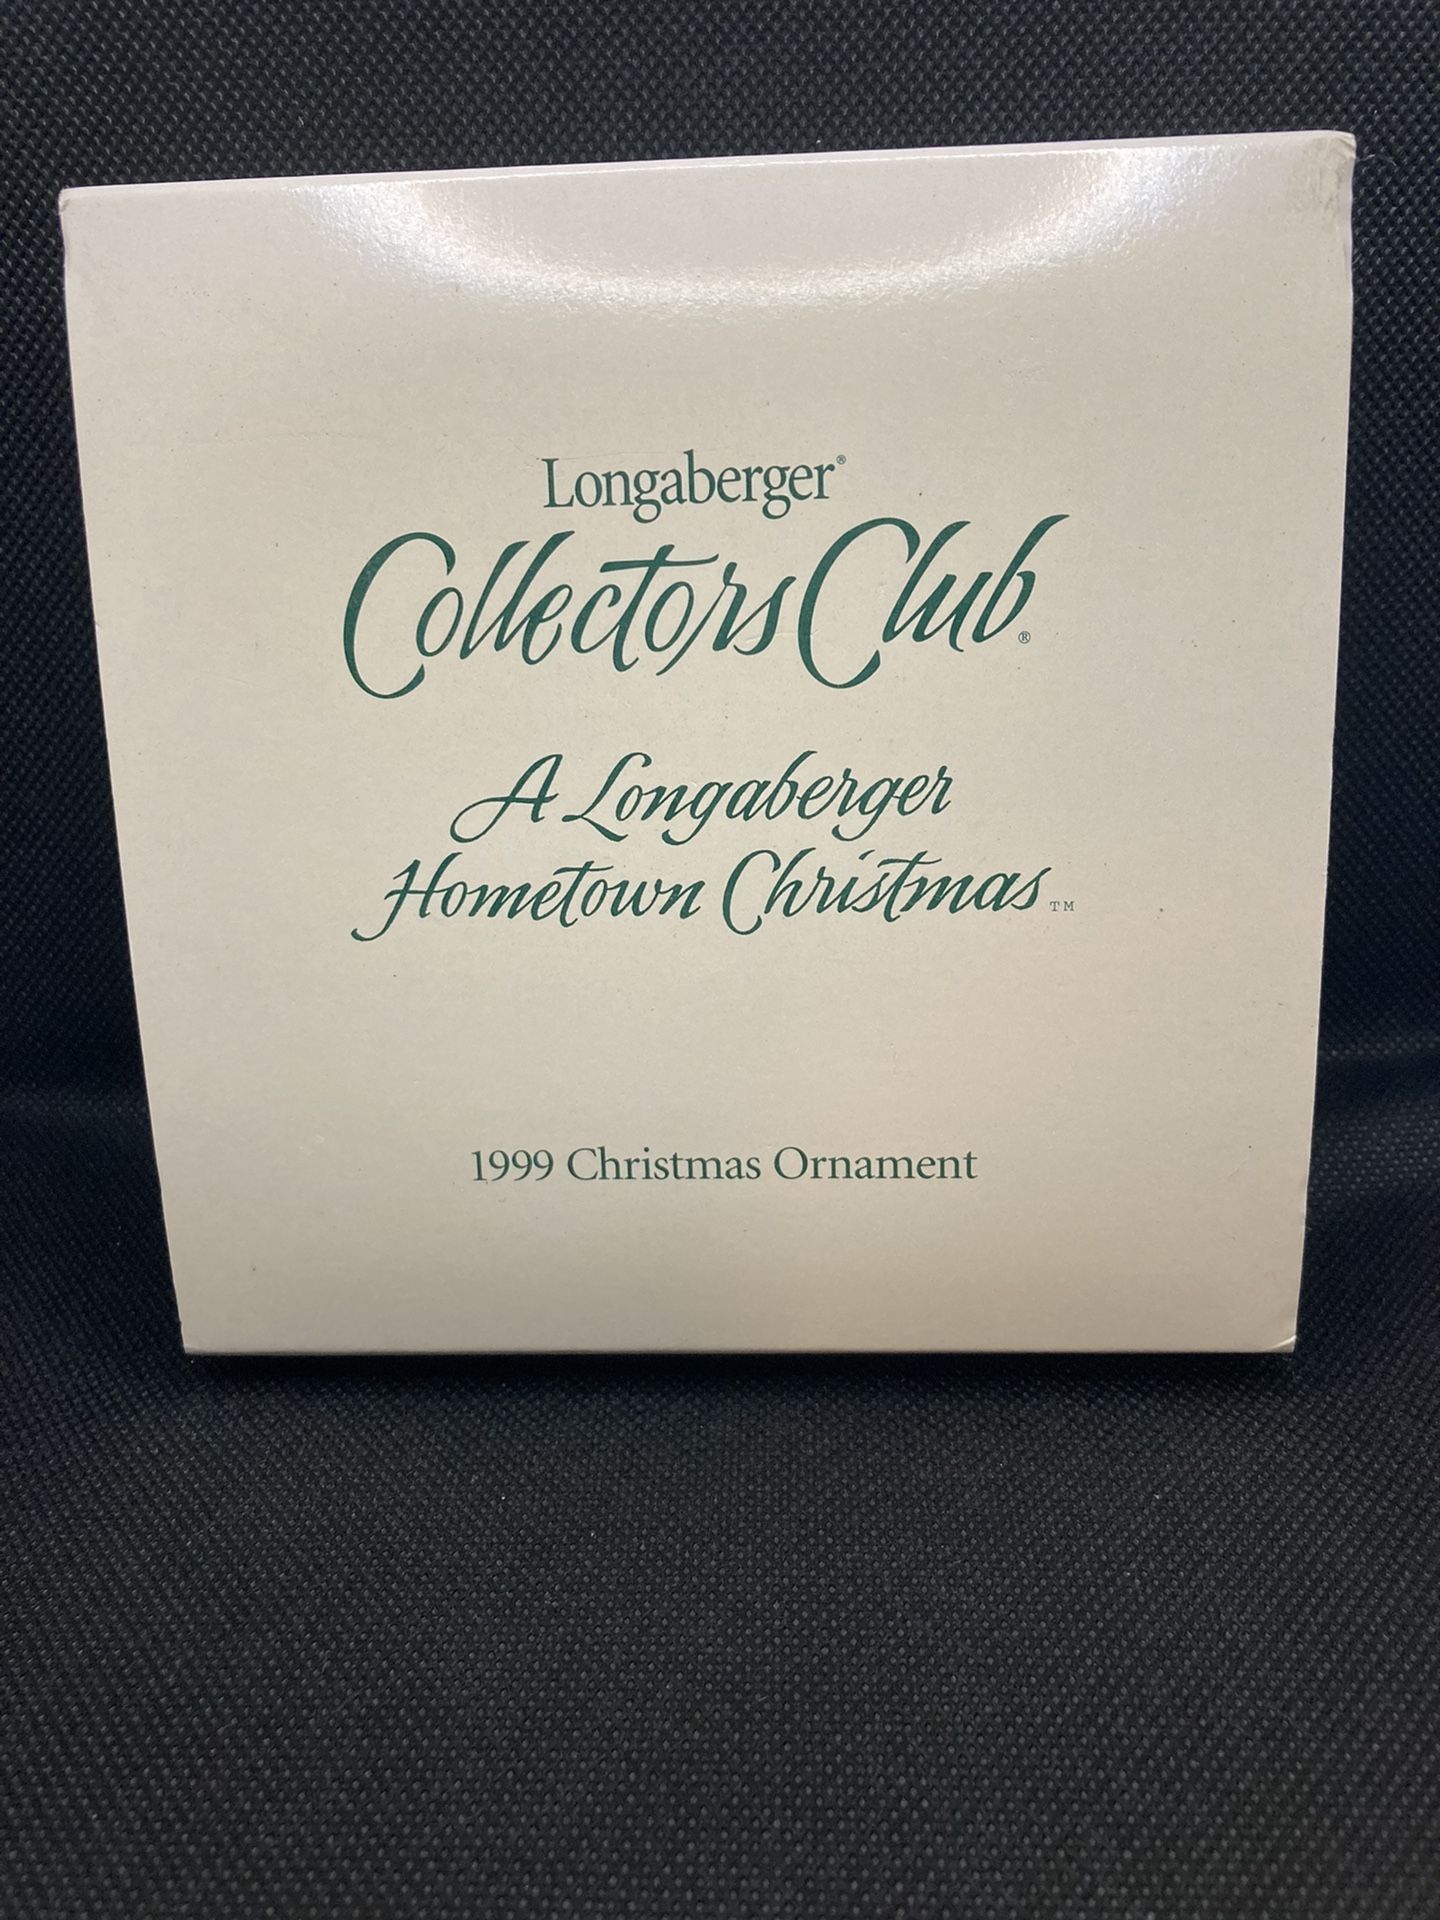 Longaberger®
Collectors Club®
A Longaberger
Hometown Christmas™
1999 Christmas Ornament